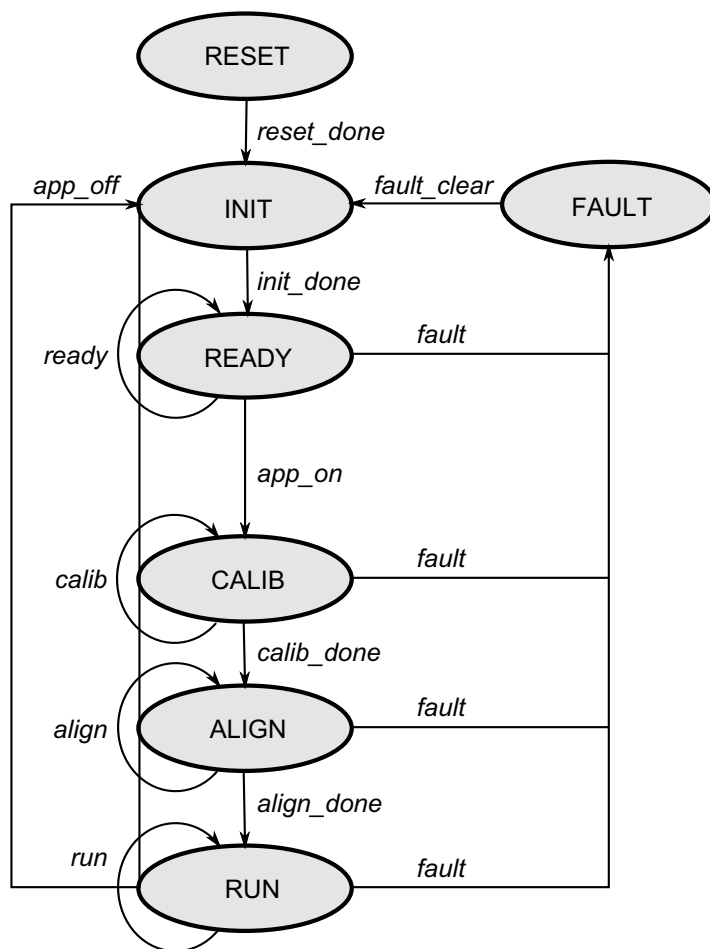 RESET
reset_done
app_off
INIT
fault_clear
FAULT
init_done
ready
READY
fault
app_on
calib
CALIB
fault
calib_done
align
ALIGN
fault
align_done
run
RUN
fault